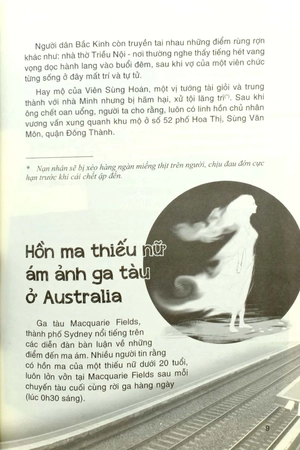 Người dân Bắc Kinh còn truyền tai nhau những điểm rùng rợn
khác như: nhà thờ Triều Nội - nơi thường nghe thấy tiếng hét vang
vọng dọc hành lang vào buổi đêm, sau khi vợ của một viên chức
từng sống ở đây mất trí và tự tử.
Hay mộ của Viên Sùng Hoán, một vị tướng tài giỏi và trung
thành với nhà Minh nhưng bị hãm hại, xử tội lăng trì(*). Sau khi
ông chết oan uổng, người ta cho rằng, luôn có linh hồn chủ nhân
vương vấn xung quanh khu mộ ở số 52 phố Hoa Thị, Sùng Văn
Môn, quận Đông Thành.
* Nạn nhân sẽ bị xẻo hàng ngàn miếng thịt trên người, chịu đau đớn cực
hạn trước khi cái chết ập đến.
Hồn ma thiếu nữ
ám ảnh ga tàu
ở Australia
Ga tàu Macquarie Fields,
thành phố Sydney nổi tiếng trên
các diễn đàn bàn luận về những
điểm đến ma ám. Nhiều người tin rằng
có hồn ma của một thiếu nữ dưới 20 tuổi,
luôn lởn vởn tại Macquarie Fields sau mỗi
chuyến tàu cuối cùng rời ga hàng ngày
(lúc 0h30 sáng).
9